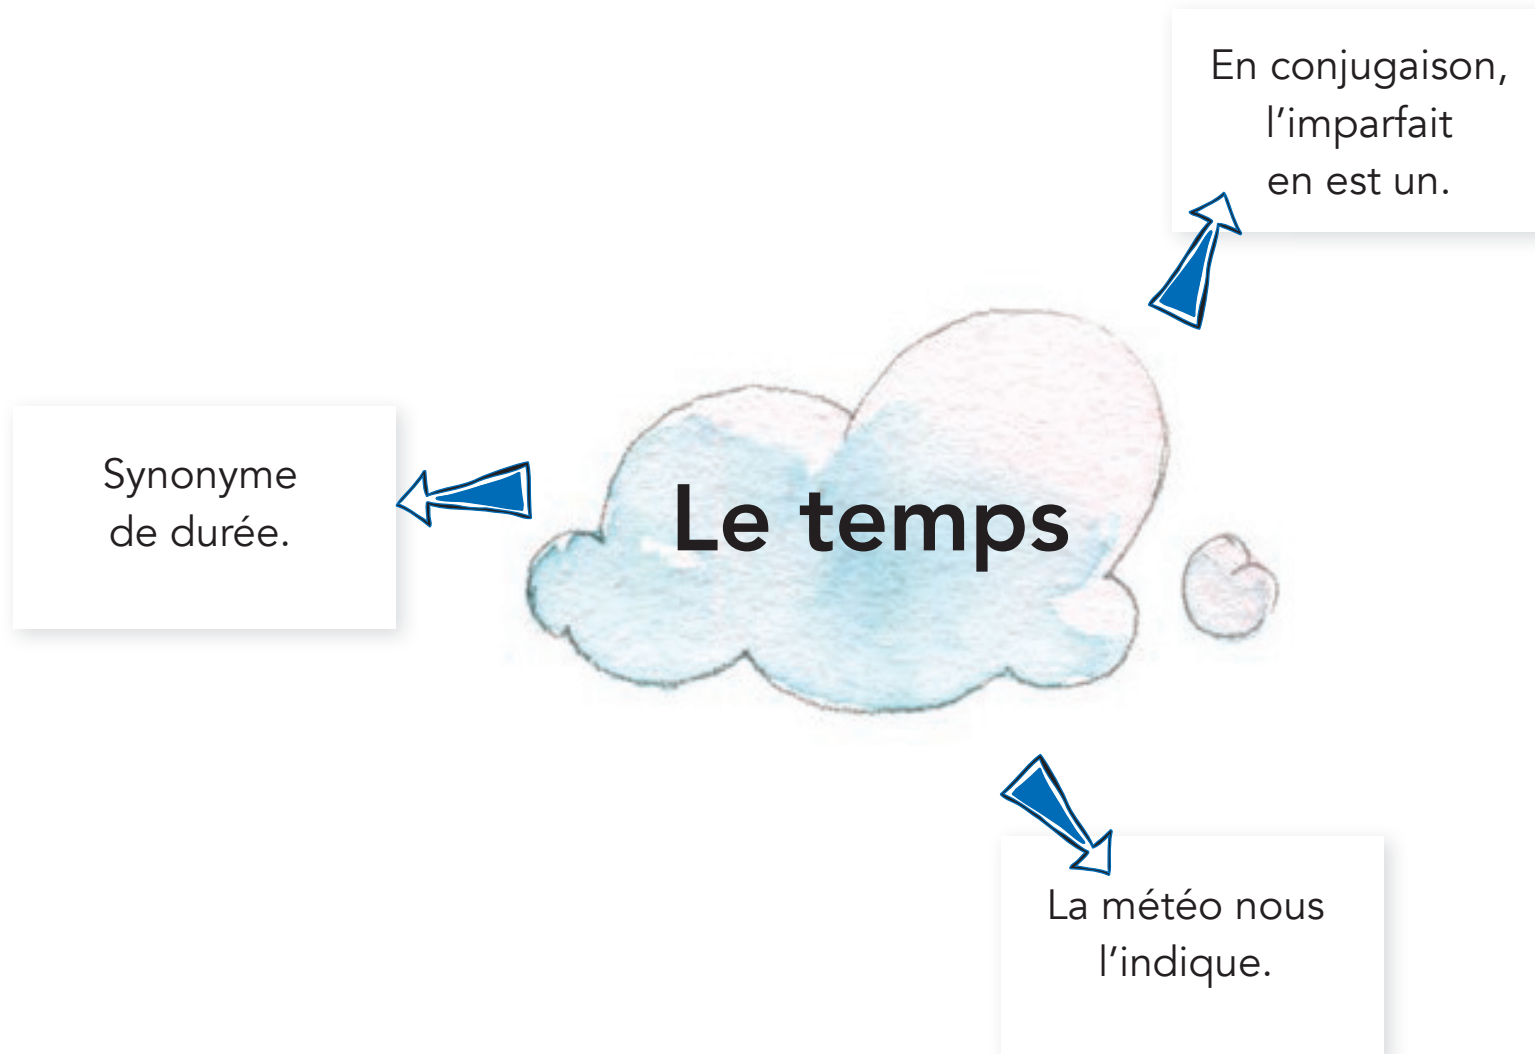 En conjugaison,
l’imparfait
en est un.
Synonyme
de durée.
Le temps
La météo nous
l’indique.